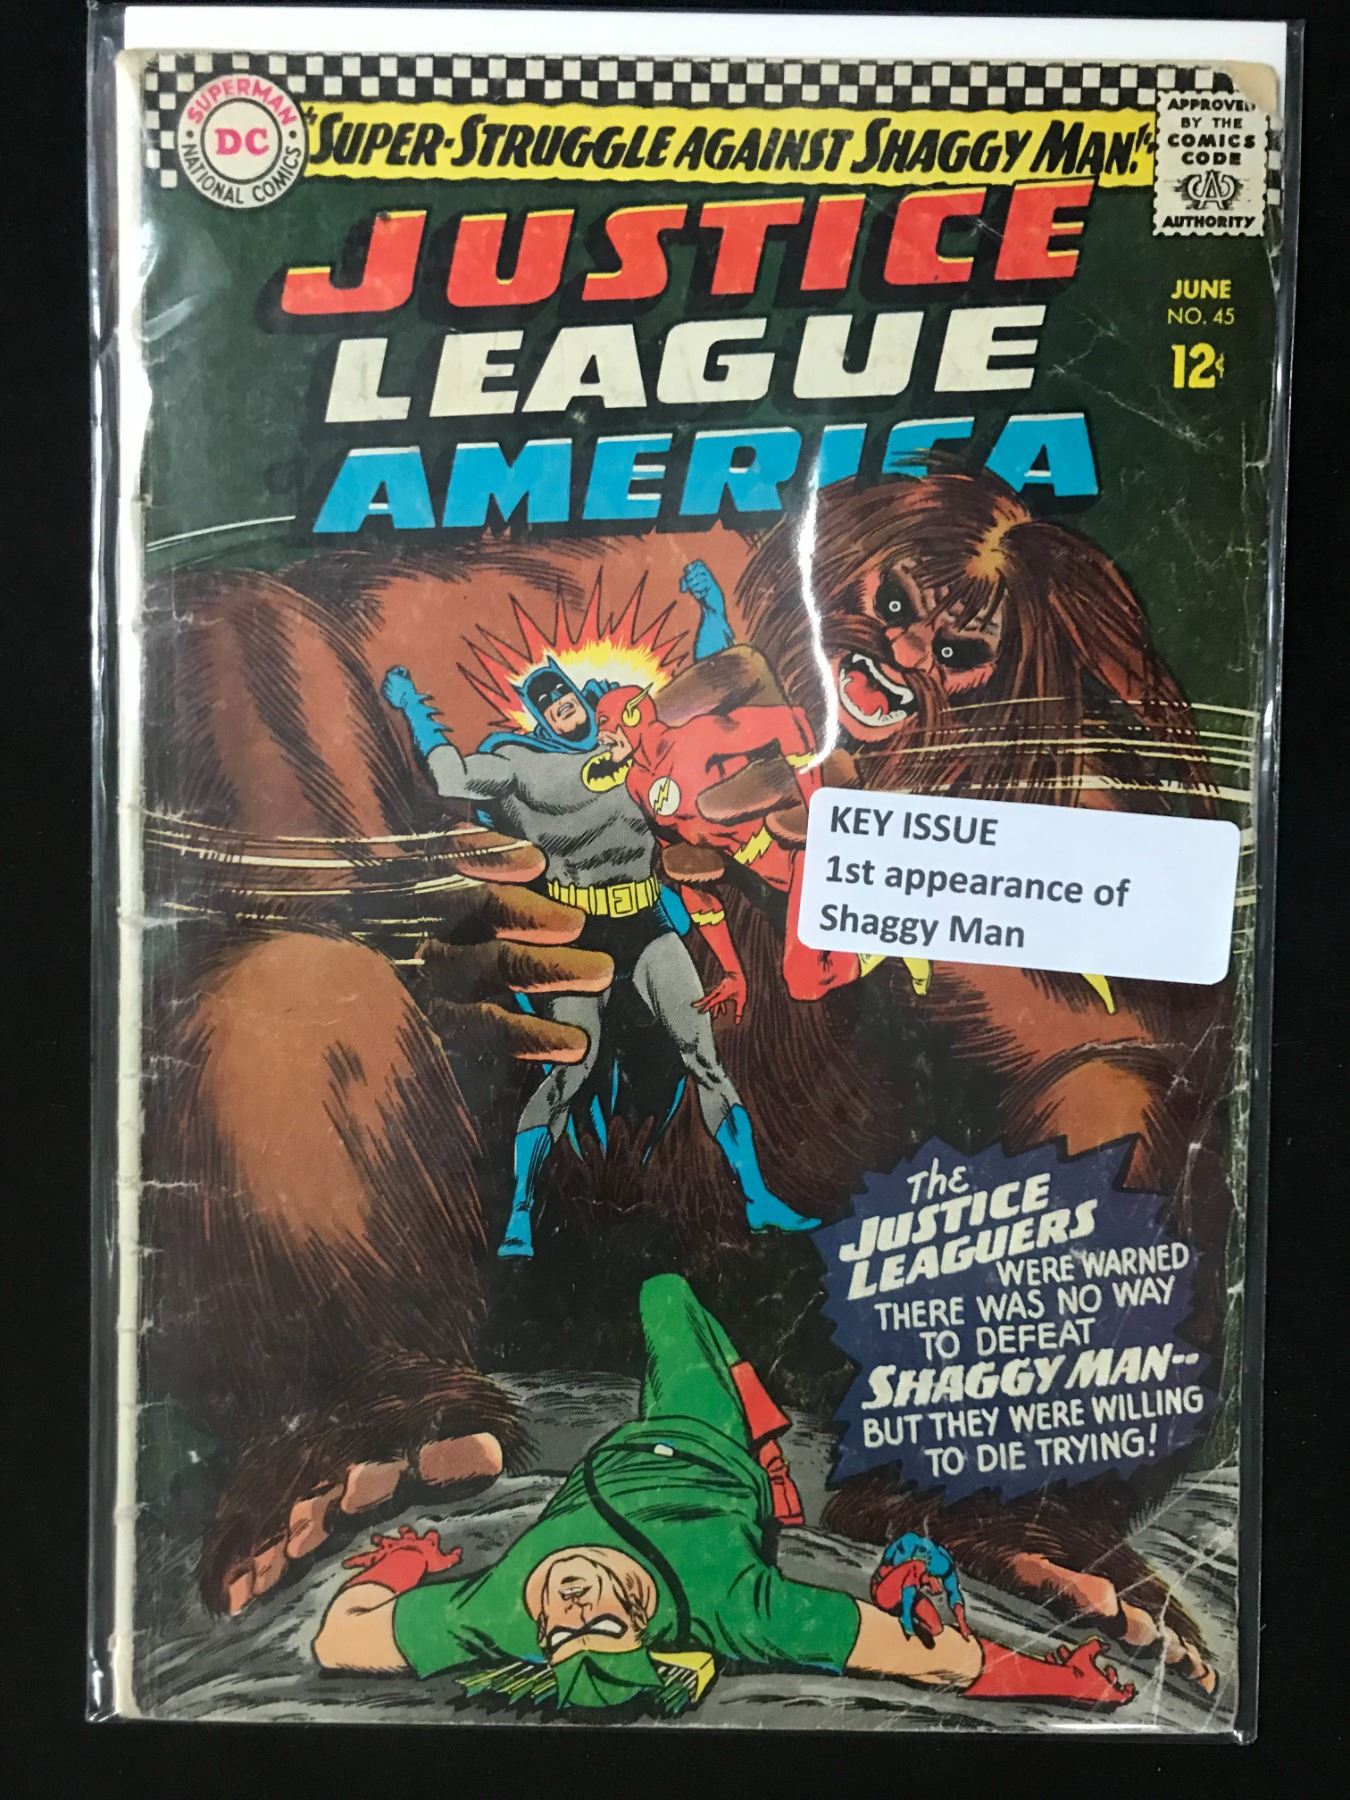 SUPERMAN
DC
NATIONAL COMICS
"SUPER-STRUGGLE AGAINST SHAGGY MAN!"
APPROVED
BY THE
COMICS
CODE
CA
AUTHORITY
JUSTICE
LEAGUE
AMERICA
JUNE
NO. 45
12¢
KEY ISSUE
1st appearance of
Shaggy Man
The
JUSTICE
LEAGUERS
WERE WARNED
THERE WAS NO WAY
TO DEFEAT
SHAGGY MAN--
BUT THEY WERE WILLING
TO DIE TRYING!